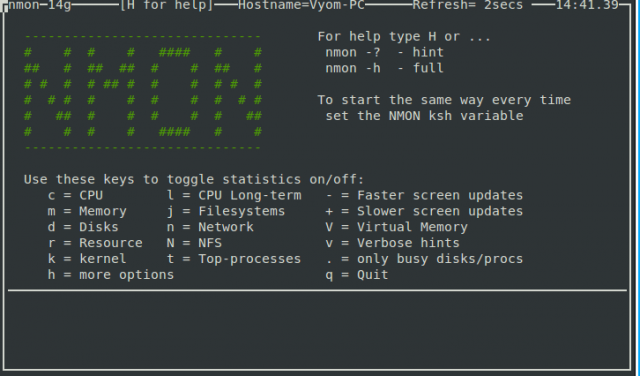 nmon-14g [H for help] Hostname=Vyom-PC Refresh= 2secs 14:41.39
------------------------------ For help type H or ...
#    #  #    #   ####   #    # nmon -?  - hint
##   #  ##  ##  #    #  ##   # nmon -h  - full
# #  #  # ## #  #    #  # #  #
#  # #  #    #  #    #  #  # # To start the same way every time
#   ##  #    #  #    #  #   ## set the NMON ksh variable
#    #  #    #   ####   #    #
------------------------------
Use these keys to toggle statistics on/off:
c = CPU l = CPU Long-term - = Faster screen updates
m = Memory j = Filesystems + = Slower screen updates
d = Disks n = Network V = Virtual Memory
r = Resource N = NFS v = Verbose hints
k = kernel t = Top-processes . = only busy disks/procs
h = more options q = Quit